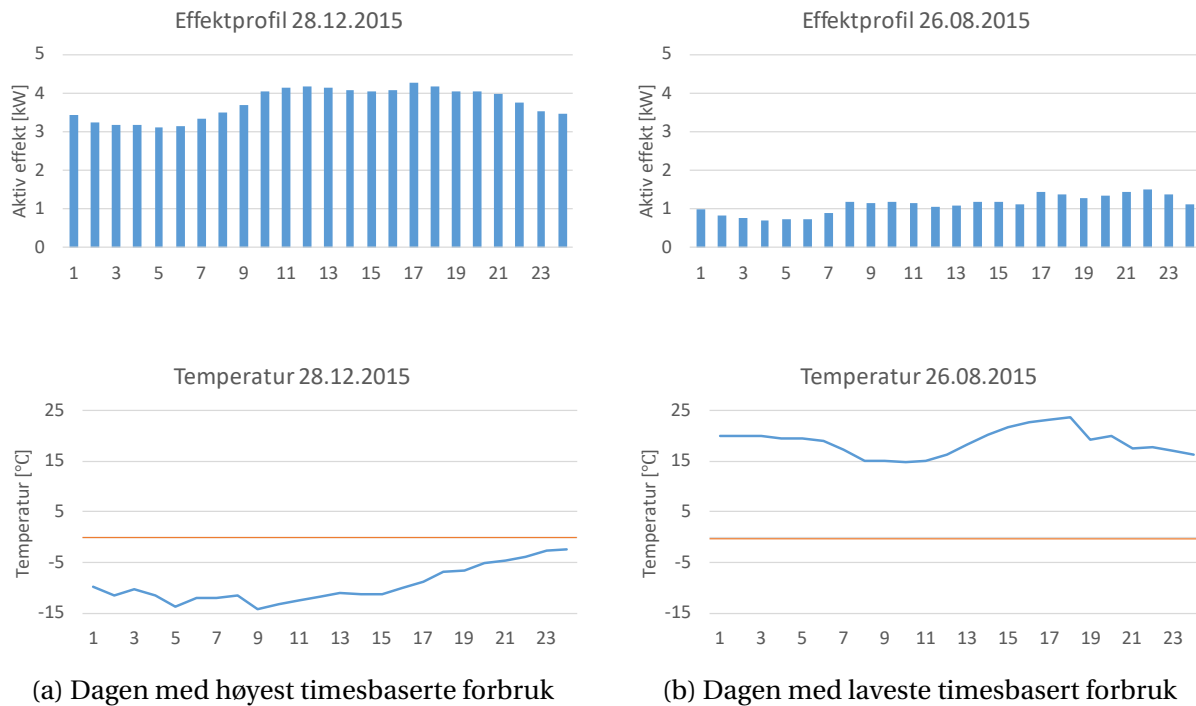 Effektprofil 28.12.2015
Aktiv effekt [kW]
5
4
3
2
1
0
1 3 5 7 9 11 13 15 17 19 21 23
Effektprofil 26.08.2015
Aktiv effekt [kW]
5
4
3
2
1
0
1 3 5 7 9 11 13 15 17 19 21 23
Temperatur 28.12.2015
Temperatur [°C]
25
15
5
-5
-15
1 3 5 7 9 11 13 15 17 19 21 23
(a) Dagen med høyest timesbaserte forbruk
Temperatur 26.08.2015
Temperatur [°C]
25
15
5
-5
-15
1 3 5 7 9 11 13 15 17 19 21 23
(b) Dagen med laveste timesbasert forbruk